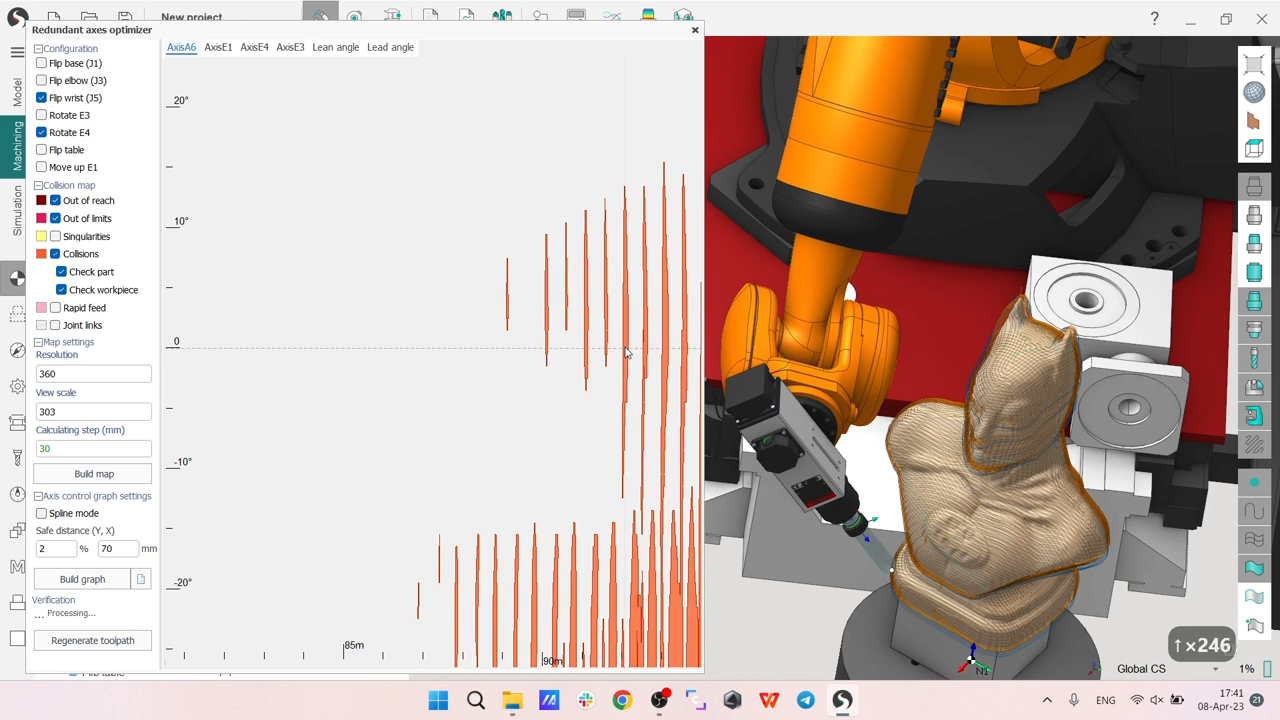 New project
?
Redundant axes optimizer
Configuration
Flip base (J1)
Flip elbow (J3)
Flip wrist (J5)
Rotate E3
Rotate E4
Flip table
Move up E1
Collision map
Out of reach
Out of limits
Singularities
Collisions
Check part
Check workpiece
Rapid feed
Joint links
Map settings
Resolution
360
View scale
303
Calculating step (mm)
30
Build map
Axis control graph settings
Spline mode
Safe distance (Y, X)
2 % 70 mm
Build graph
Verification
... Processing...
Regenerate toolpath
Model
Machining
Simulation
AxisA6 AxisE1 AxisE4 AxisE3 Lean angle Lead angle
20°
10°
0
-10°
-20°
85m
90m
N1
↑×246
Global CS
1%
ENG
17:41
08-Apr-23
21